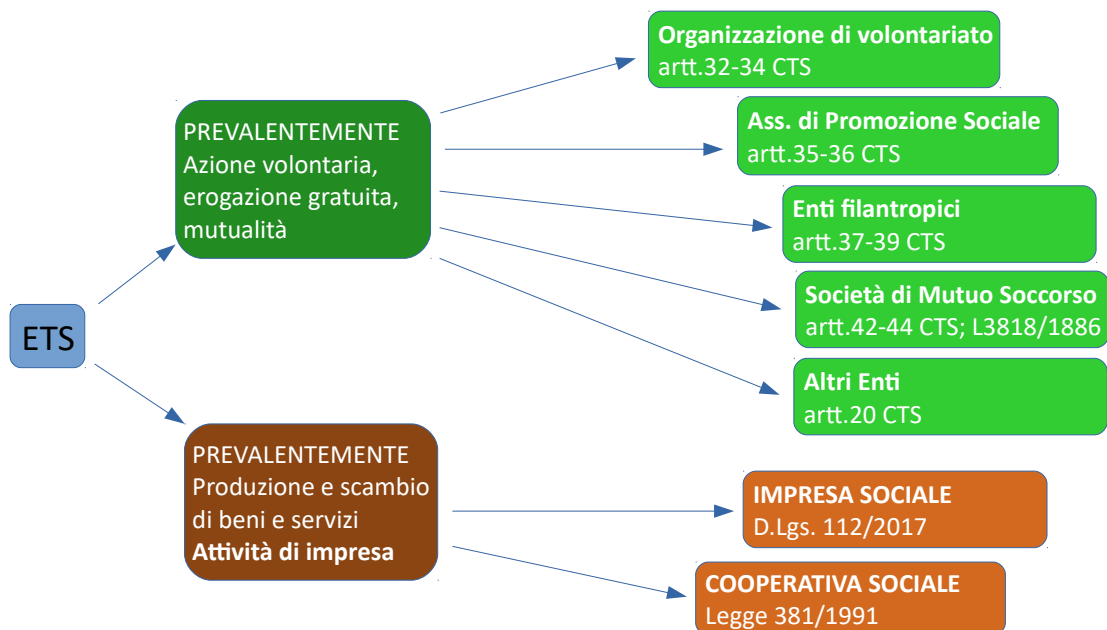 Organizzazione di volontariato
artt.32-34 CTS
PREVALENTEMENTE
Azione volontaria,
erogazione gratuita,
mutualità
Ass. di Promozione Sociale
artt.35-36 CTS
Enti filantropici
artt.37-39 CTS
Società di Mutuo Soccorso
artt.42-44 CTS; L3818/1886
ETS
Altri Enti
artt.20 CTS
PREVALENTEMENTE
Produzione e scambio
di beni e servizi
Attività di impresa
IMPRESA SOCIALE
D.Lgs. 112/2017
COOPERATIVA SOCIALE
Legge 381/1991